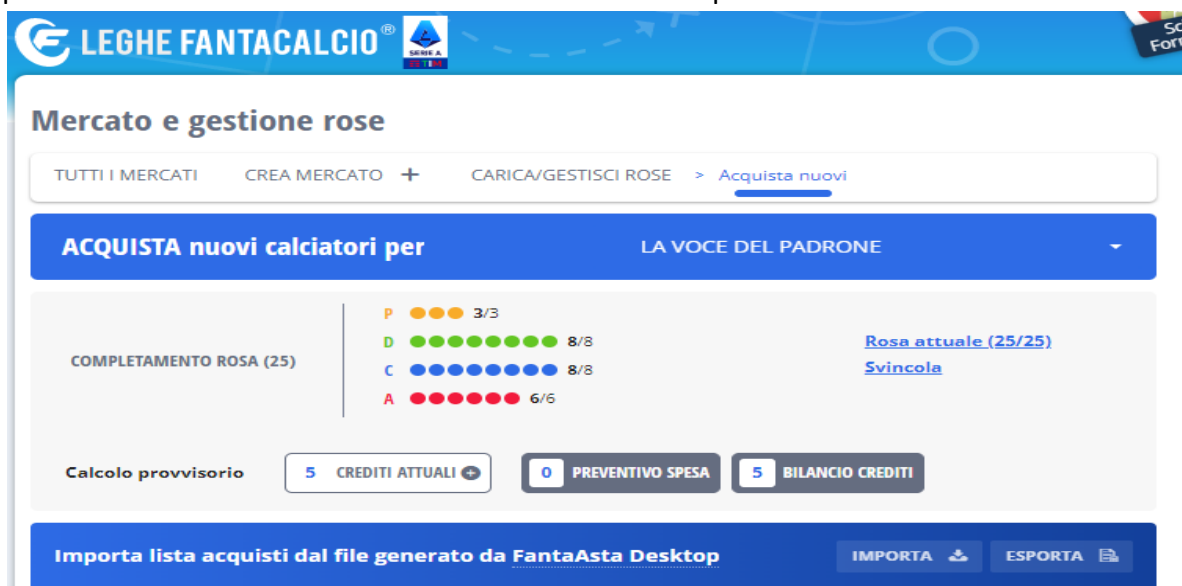 LEGHE FANTACALCIO®
SERIE A
TIM
Mercato e gestione rose
TUTTI I MERCATI CREA MERCATO + CARICA/GESTISCI ROSE > Acquista nuovi
ACQUISTA nuovi calciatori per LA VOCE DEL PADRONE
P 3/3
D 8/8 Rosa attuale (25/25)
COMPLETAMENTO ROSA (25)
C 8/8 Svincola
A 6/6
Calcolo provvisorio 5 CREDITI ATTUALI 0 PREVENTIVO SPESA 5 BILANCIO CREDITI
Importa lista acquisti dal file generato da FantaAsta Desktop IMPORTA ESPORTA